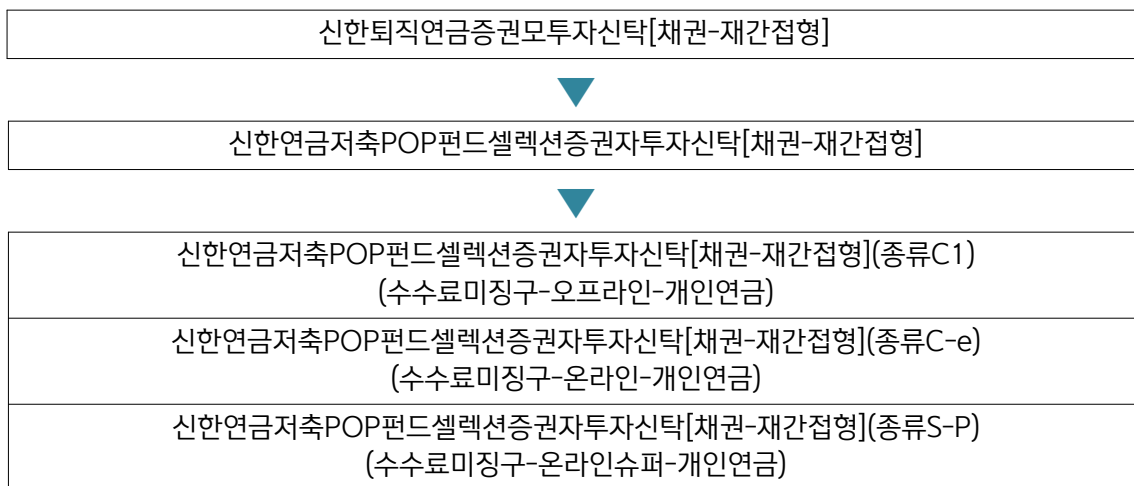 신한퇴직연금증권모투자신탁[채권-재간접형]
신한연금저축POP펀드셀렉션증권자투자신탁[채권-재간접형]
신한연금저축POP펀드셀렉션증권자투자신탁[채권-재간접형](종류C1)
(수수료미징구-오프라인-개인연금)
신한연금저축POP펀드셀렉션증권자투자신탁[채권-재간접형](종류C-e)
(수수료미징구-온라인-개인연금)
신한연금저축POP펀드셀렉션증권자투자신탁[채권-재간접형](종류S-P)
(수수료미징구-온라인슈퍼-개인연금)